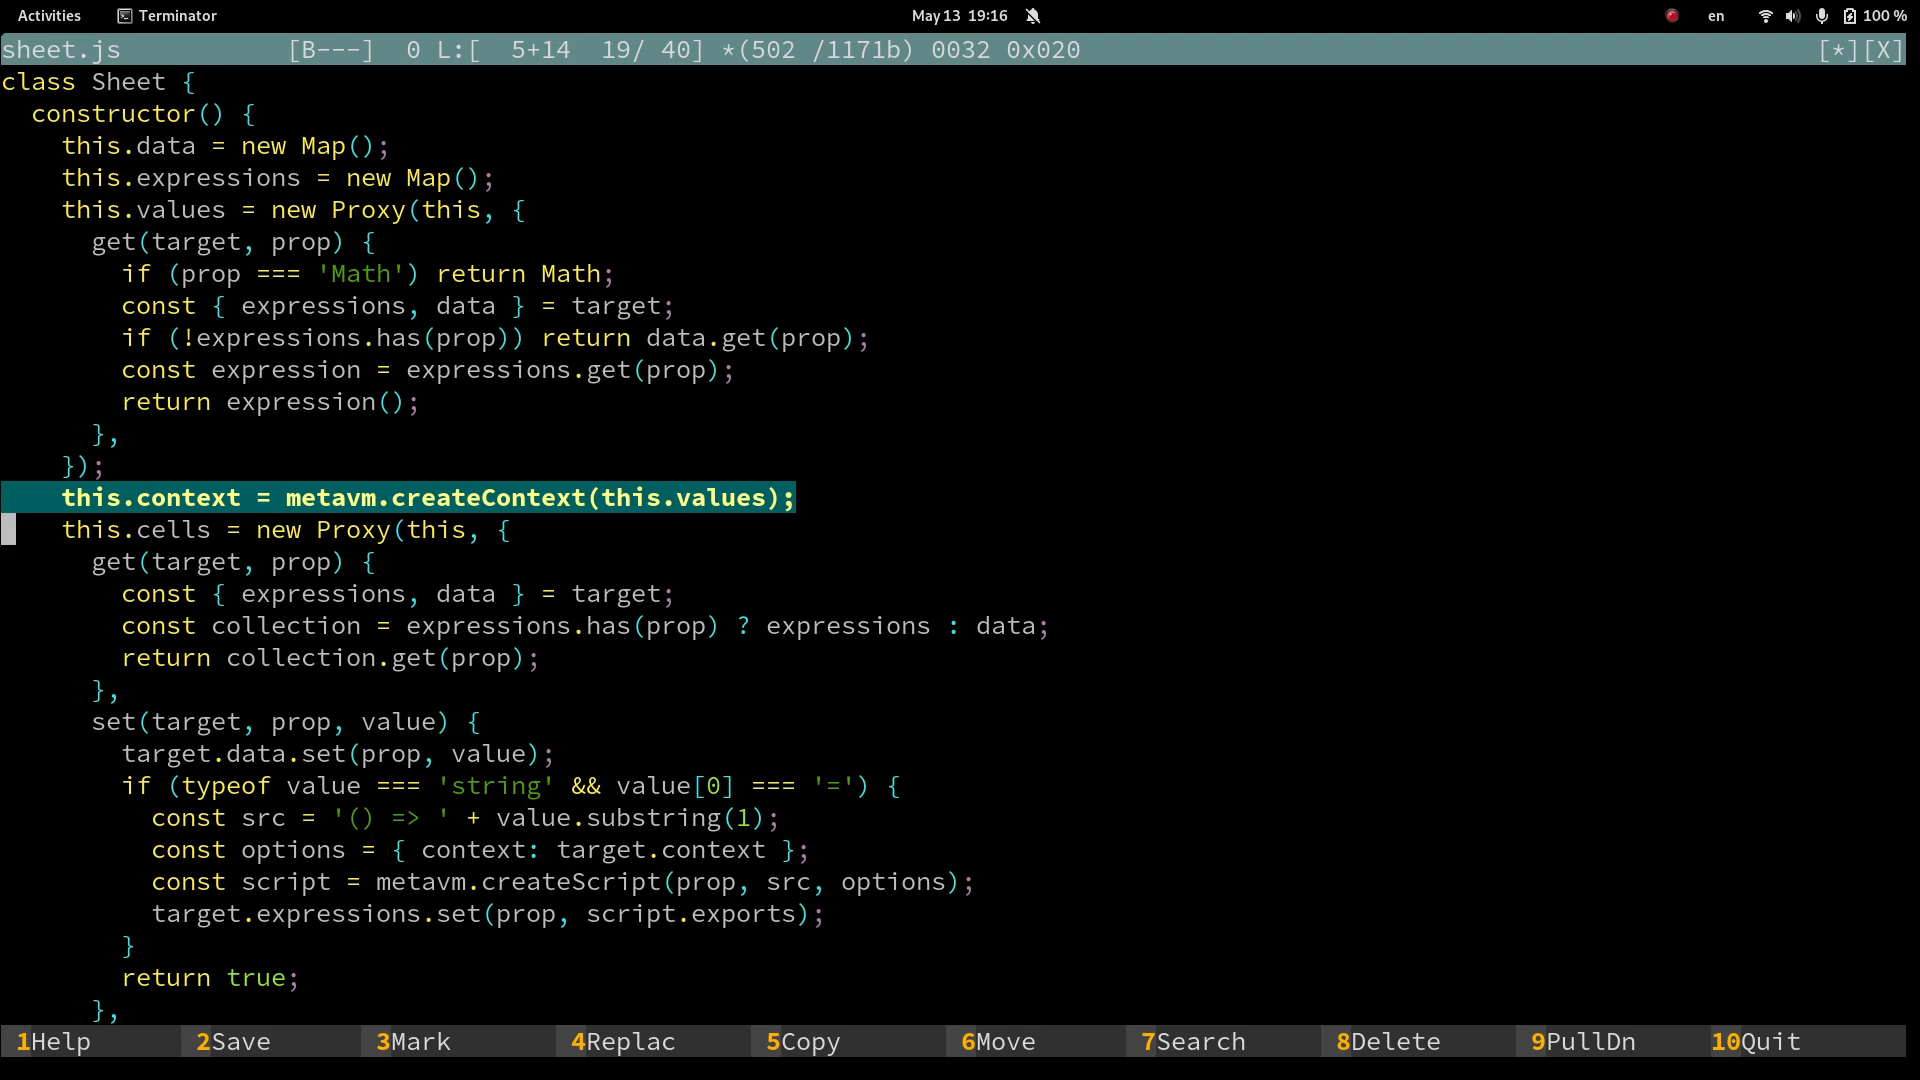 Activities Terminator May 13 19:16 en 100 %
sheet.js [B---] 0 L:[ 5+14 19/ 40] *(502 /1171b) 0032 0x020 [*][X]
class Sheet {
  constructor() {
    this.data = new Map();
    this.expressions = new Map();
    this.values = new Proxy(this, {
      get(target, prop) {
        if (prop === 'Math') return Math;
        const { expressions, data } = target;
        if (!expressions.has(prop)) return data.get(prop);
        const expression = expressions.get(prop);
        return expression();
      },
    });
    this.context = metavm.createContext(this.values);
    this.cells = new Proxy(this, {
      get(target, prop) {
        const { expressions, data } = target;
        const collection = expressions.has(prop) ? expressions : data;
        return collection.get(prop);
      },
      set(target, prop, value) {
        target.data.set(prop, value);
        if (typeof value === 'string' && value[0] === '=') {
          const src = '() => ' + value.substring(1);
          const options = { context: target.context };
          const script = metavm.createScript(prop, src, options);
          target.expressions.set(prop, script.exports);
        }
        return true;
      },
1Help 2Save 3Mark 4Replac 5Copy 6Move 7Search 8Delete 9PullDn 10Quit